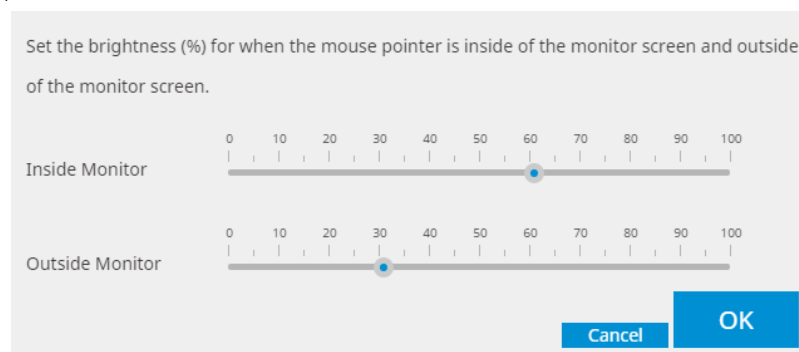 Set the brightness (%) for when the mouse pointer is inside of the monitor screen and outside
of the monitor screen.
0 10 20 30 40 50 60 70 80 90 100
Inside Monitor
0 10 20 30 40 50 60 70 80 90 100
Outside Monitor
Cancel OK